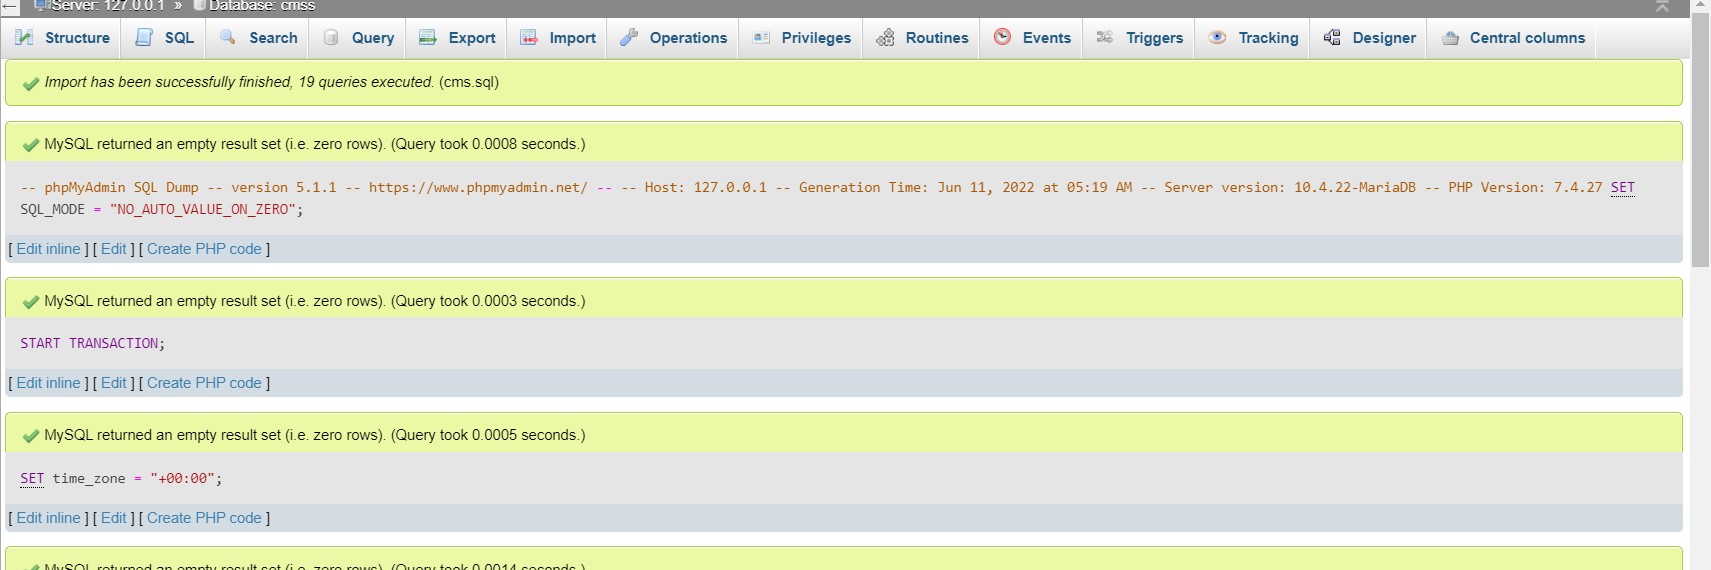 Server: 127.0.0.1 » Database: cmss
Structure SQL Search Query Export Import Operations Privileges Routines Events Triggers Tracking Designer Central columns
Import has been successfully finished, 19 queries executed. (cms.sql)
MySQL returned an empty result set (i.e. zero rows). (Query took 0.0008 seconds.)
-- phpMyAdmin SQL Dump -- version 5.1.1 -- https://www.phpmyadmin.net/ -- -- Host: 127.0.0.1 -- Generation Time: Jun 11, 2022 at 05:19 AM -- Server version: 10.4.22-MariaDB -- PHP Version: 7.4.27 SET
SQL_MODE = "NO_AUTO_VALUE_ON_ZERO";
[ Edit inline ] [ Edit ] [ Create PHP code ]
MySQL returned an empty result set (i.e. zero rows). (Query took 0.0003 seconds.)
START TRANSACTION;
[ Edit inline ] [ Edit ] [ Create PHP code ]
MySQL returned an empty result set (i.e. zero rows). (Query took 0.0005 seconds.)
SET time_zone = "+00:00";
[ Edit inline ] [ Edit ] [ Create PHP code ]
MySQL returned an empty result set (i.e. zero rows). (Query took 0.0014 seconds.)